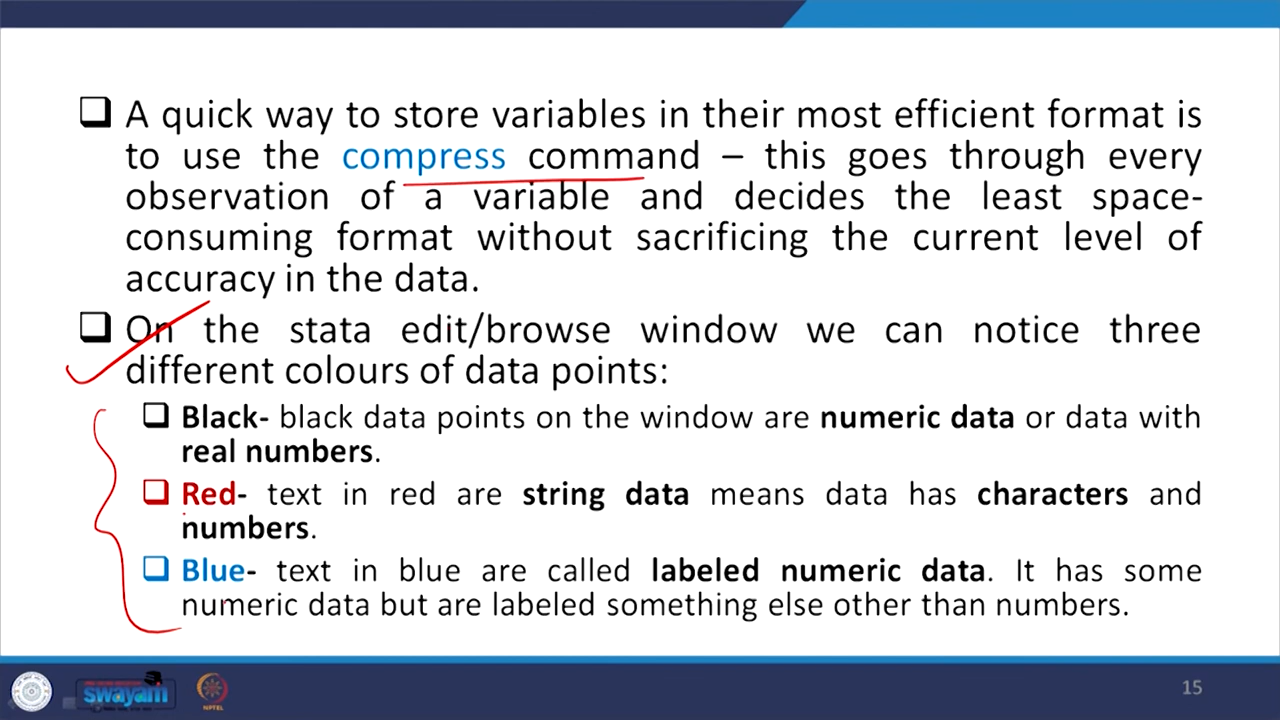 A quick way to store variables in their most efficient format is
to use the compress command – this goes through every
observation of a variable and decides the least space-
consuming format without sacrificing the current level of
accuracy in the data.
On the stata edit/browse window we can notice three
different colours of data points:
Black- black data points on the window are numeric data or data with
real numbers.
Red- text in red are string data means data has characters and
numbers.
Blue- text in blue are called labeled numeric data. It has some
numeric data but are labeled something else other than numbers.
swayam
NPTEL
15